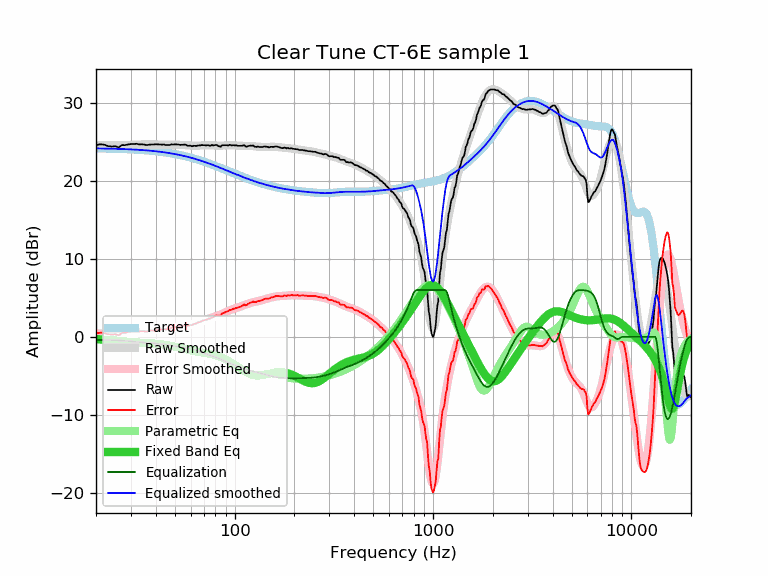 Clear Tune CT-6E sample 1
Amplitude (dBr)
30
20
10
0
−10
−20
Target
Raw Smoothed
Error Smoothed
Raw
Error
Parametric Eq
Fixed Band Eq
Equalization
Equalized smoothed
100
1000
10000
Frequency (Hz)